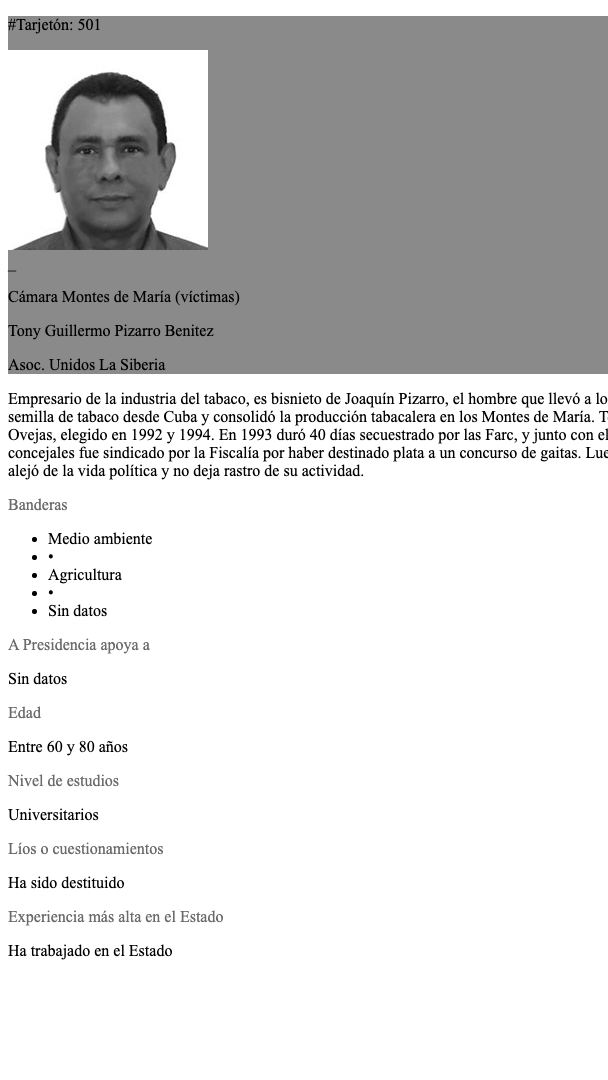 #Tarjetón: 501
_
Cámara Montes de María (víctimas)
Tony Guillermo Pizarro Benitez
Asoc. Unidos La Siberia
Empresario de la industria del tabaco, es bisnieto de Joaquín Pizarro, el hombre que llevó a lo
semilla de tabaco desde Cuba y consolidó la producción tabacalera en los Montes de María. T
Ovejas, elegido en 1992 y 1994. En 1993 duró 40 días secuestrado por las Farc, y junto con el
concejales fue sindicado por la Fiscalía por haber destinado plata a un concurso de gaitas. Lue
alejó de la vida política y no deja rastro de su actividad.
Banderas
• Medio ambiente
• •
• Agricultura
• •
• Sin datos
A Presidencia apoya a
Sin datos
Edad
Entre 60 y 80 años
Nivel de estudios
Universitarios
Líos o cuestionamientos
Ha sido destituido
Experiencia más alta en el Estado
Ha trabajado en el Estado